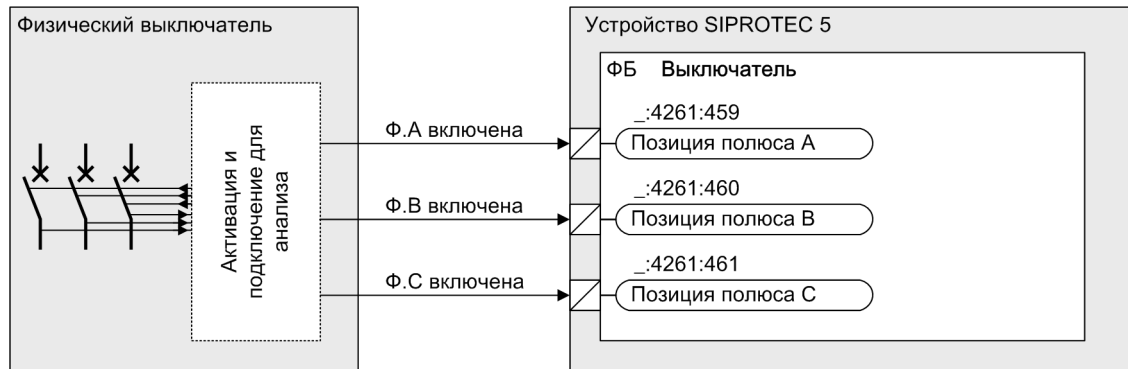 Физический выключатель
Активация и
подключение для
анализа
Ф.А включена
Ф.В включена
Ф.С включена
Устройство SIPROTEC 5
ФБ Выключатель
_:4261:459
Позиция полюса А
_:4261:460
Позиция полюса В
_:4261:461
Позиция полюса С